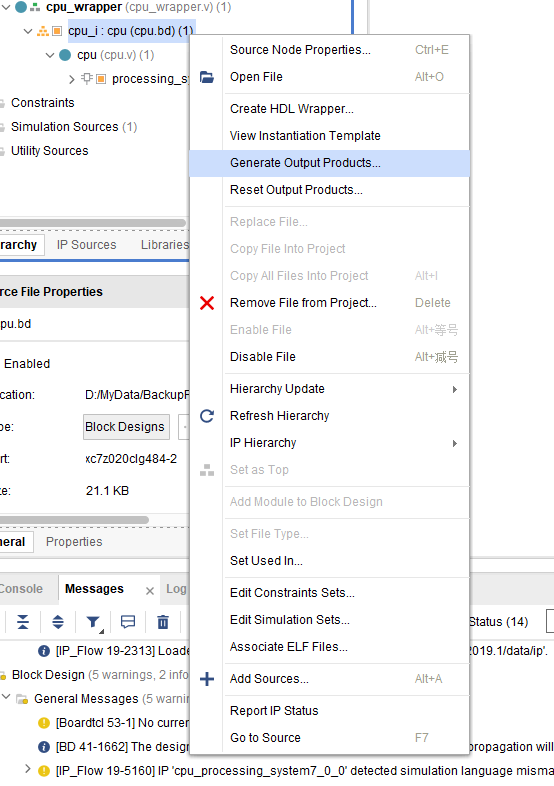 cpu_wrapper (cpu_wrapper.v) (1)
cpu_i : cpu (cpu.bd) (1)
cpu (cpu.v) (1)
processing_sy
Constraints
Simulation Sources (1)
Utility Sources
rarchy IP Sources Libraries
rce File Properties
pu.bd
Enabled
cation: D:/MyData/BackupF
pe: Block Designs
rt: xc7z020clg484-2
te: 21.1 KB
neral Properties
Source Node Properties... Ctrl+E
Open File Alt+O
Create HDL Wrapper...
View Instantiation Template
Generate Output Products...
Reset Output Products...
Replace File...
Copy File Into Project
Copy All Files Into Project Alt+I
Remove File from Project... Delete
Enable File Alt+等号
Disable File Alt+减号
Hierarchy Update
Refresh Hierarchy
IP Hierarchy
Set as Top
Add Module to Block Design
Set File Type...
Set Used In...
Edit Constraints Sets...
Edit Simulation Sets...
Associate ELF Files...
Add Sources... Alt+A
Report IP Status
Go to Source F7
Console Messages Log
Status (14)
[IP_Flow 19-2313] Loade 2019.1/data/ip'.
Block Design (5 warnings, 2 info
General Messages (5 warnin
[Boardtcl 53-1] No curren
[BD 41-1662] The design opagation will
[IP_Flow 19-5160] IP 'cpu_processing_system7_0_0' detected simulation language misma